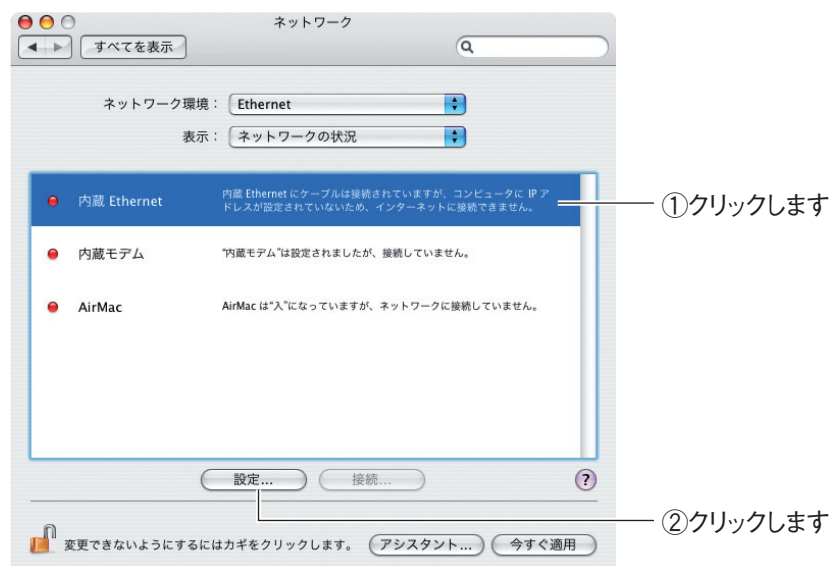 ネットワーク
すべてを表示
ネットワーク環境： Ethernet
表示： ネットワークの状況
内蔵 Ethernet
内蔵 Ethernet にケーブルは接続されていますが、コンピュータに IP ア
ドレスが設定されていないため、インターネットに接続できません。
①クリックします
内蔵モデム
“内蔵モデム”は設定されましたが、接続していません。
AirMac
AirMac は“入”になっていますが、ネットワークに接続していません。
設定... 接続... ?
②クリックします
変更できないようにするにはカギをクリックします。 アシスタント... 今すぐ適用